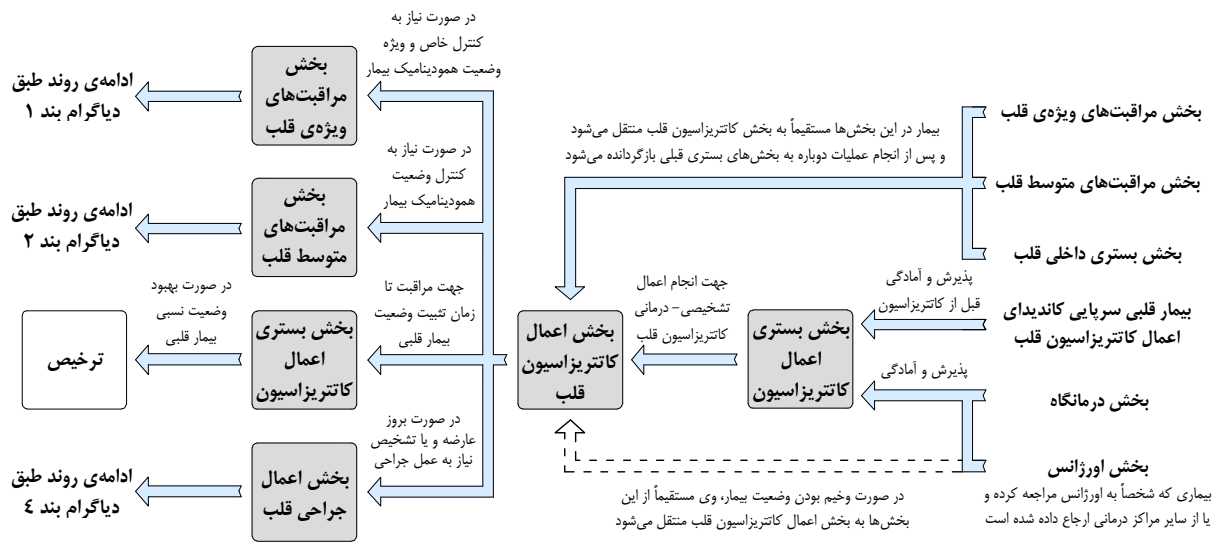 بخش مراقبت‌های ویژه‌ی قلب
بخش مراقبت‌های متوسط قلب
بخش بستری داخلی قلب
بیمار قلبی سرپایی کاندیدای
اعمال کاتتریزاسیون قلب
بخش درمانگاه
بخش اورژانس
بیماری که شخصاً به اورژانس مراجعه کرده و
یا از سایر مراکز درمانی ارجاع داده شده است
بیمار در این بخش‌ها مستقیماً به بخش کاتتریزاسیون قلب منتقل می‌شود
و پس از انجام عملیات دوباره به بخش‌های بستری قبلی بازگردانده می‌شود
پذیرش و آمادگی
قبل از کاتتریزاسیون
پذیرش و آمادگی
بخش بستری
اعمال
کاتتریزاسیون
جهت انجام اعمال
تشخیصی– درمانی
کاتتریزاسیون قلب
بخش اعمال
کاتتریزاسیون
قلب
در صورت وخیم بودن وضعیت بیمار، وی مستقیماً از این
بخش‌ها به بخش اعمال کاتتریزاسیون قلب منتقل می‌شود
در صورت نیاز به
کنترل خاص و ویژه
وضعیت همودینامیک بیمار
بخش
مراقبت‌های
ویژه‌ی قلب
ادامه‌ی روند طبق
دیاگرام بند ۱
در صورت نیاز به
کنترل وضعیت
همودینامیک بیمار
بخش
مراقبت‌های
متوسط قلب
ادامه‌ی روند طبق
دیاگرام بند ۲
جهت مراقبت تا
زمان تثبیت وضعیت
بیمار قلبی
بخش بستری
اعمال
کاتتریزاسیون
در صورت بهبود
وضعیت نسبی
بیمار قلبی
ترخیص
در صورت بروز
عارضه و یا تشخیص
نیاز به عمل جراحی
بخش اعمال
جراحی قلب
ادامه‌ی روند طبق
دیاگرام بند ٤